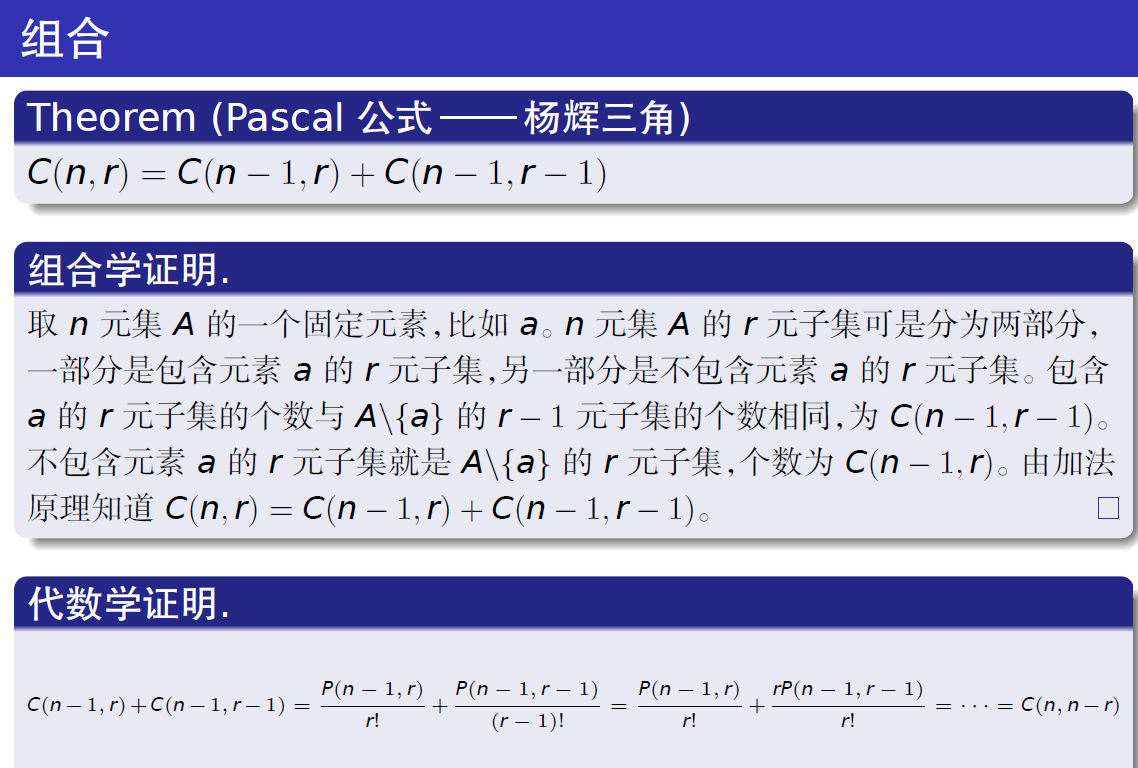 组合
Theorem (Pascal 公式——杨辉三角)
C(n, r) = C(n − 1, r) + C(n − 1, r − 1)
组合学证明.
取 n 元集 A 的一个固定元素,比如 a。n 元集 A 的 r 元子集可是分为两部分,
一部分是包含元素 a 的 r 元子集,另一部分是不包含元素 a 的 r 元子集。包含
a 的 r 元子集的个数与 A\{a} 的 r − 1 元子集的个数相同,为 C(n − 1, r − 1)。
不包含元素 a 的 r 元子集就是 A\{a} 的 r 元子集,个数为 C(n − 1, r)。由加法
原理知道 C(n, r) = C(n − 1, r) + C(n − 1, r − 1)。 □
代数学证明.
C(n − 1, r) + C(n − 1, r − 1) = P(n − 1, r)/r! + P(n − 1, r − 1)/(r − 1)! = P(n − 1, r)/r! + rP(n − 1, r − 1)/r! = · · · = C(n, n − r)